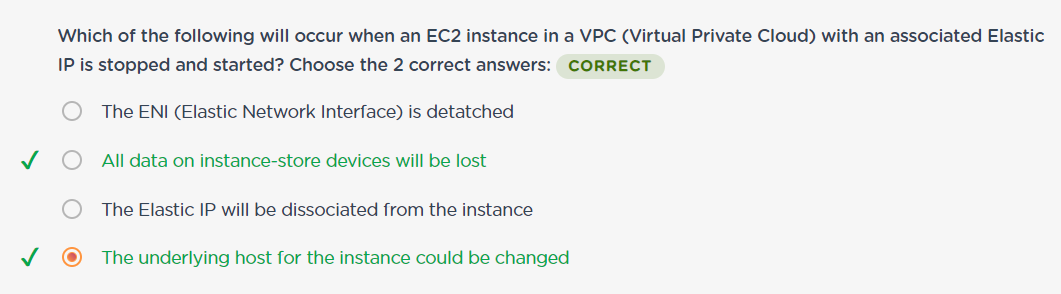 Which of the following will occur when an EC2 instance in a VPC (Virtual Private Cloud) with an associated Elastic
IP is stopped and started? Choose the 2 correct answers: CORRECT
The ENI (Elastic Network Interface) is detatched
All data on instance-store devices will be lost
The Elastic IP will be dissociated from the instance
The underlying host for the instance could be changed